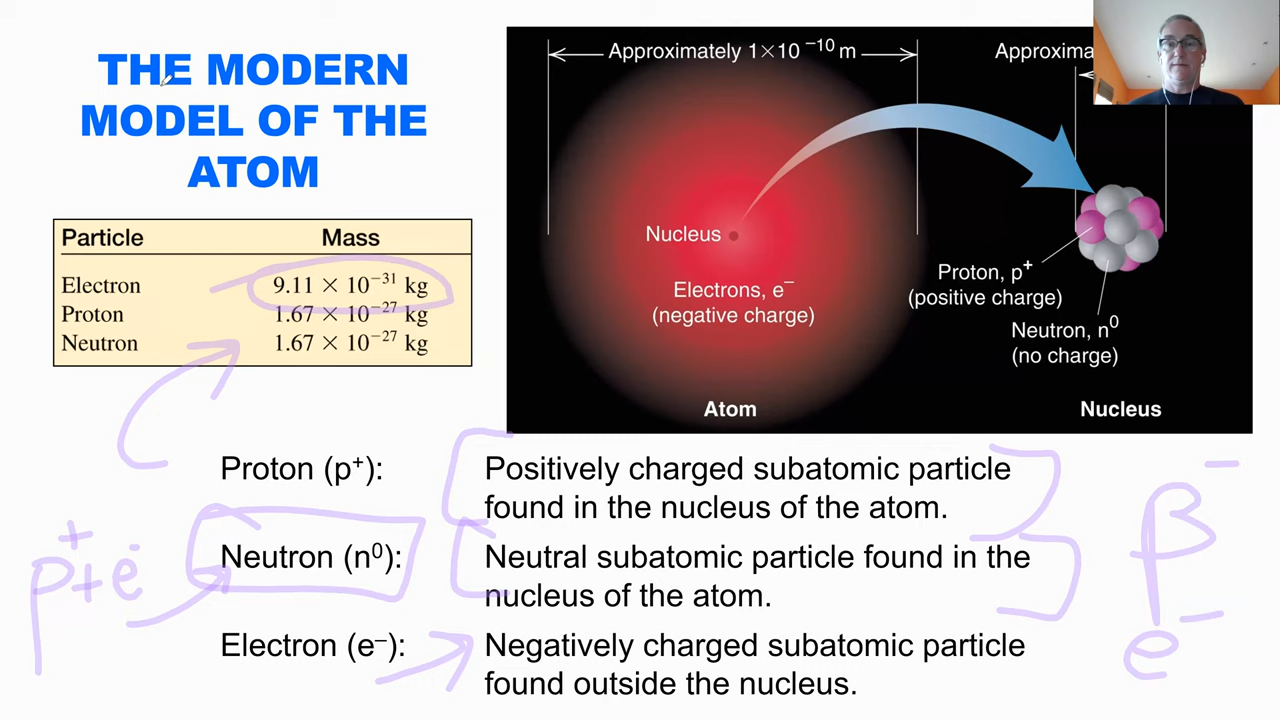 THE MODERN
MODEL OF THE
ATOM
Particle Mass
Electron 9.11 × 10⁻³¹ kg
Proton 1.67 × 10⁻²⁷ kg
Neutron 1.67 × 10⁻²⁷ kg
Approximately 1×10⁻¹⁰ m
Approxima
Nucleus
Electrons, e⁻
(negative charge)
Atom
Proton, p⁺
(positive charge)
Neutron, n⁰
(no charge)
Nucleus
Proton (p⁺): Positively charged subatomic particle
found in the nucleus of the atom.
Neutron (n⁰): Neutral subatomic particle found in the
nucleus of the atom.
Electron (e⁻): Negatively charged subatomic particle
found outside the nucleus.
p⁺+e⁻
β⁻
e⁻